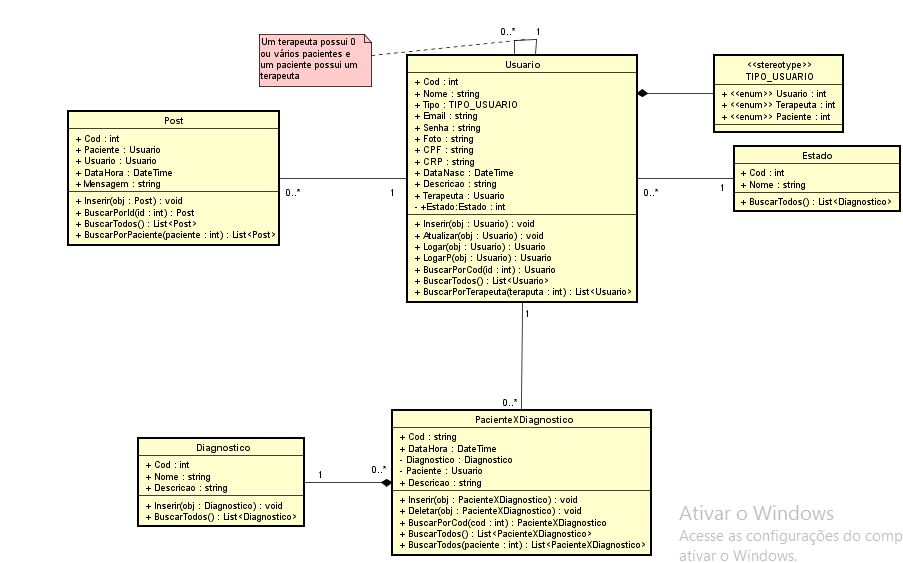 Um terapeuta possui 0
ou vários pacientes e
um paciente possui um
terapeuta
0..*
1
Usuario
+ Cod : int
+ Nome : string
+ Tipo : TIPO_USUARIO
+ Email : string
+ Senha : string
+ Foto : string
+ CPF : string
+ CRP : string
+ DataNasc : DateTime
+ Descricao : string
+ Terapeuta : Usuario
- +Estado:Estado : int
+ Inserir(obj : Usuario) : void
+ Atualizar(obj : Usuario) : void
+ Logar(obj : Usuario) : Usuario
+ LogarP(obj : Usuario) : Usuario
+ BuscarPorCod(id : int) : Usuario
+ BuscarTodos() : List<Usuario>
+ BuscarPorTerapeuta(teraputa : int) : List<Usuario>
<<stereotype>>
TIPO_USUARIO
+ <<enum>> Usuario : int
+ <<enum>> Terapeuta : int
+ <<enum>> Paciente : int
Post
+ Cod : int
+ Paciente : Usuario
+ Usuario : Usuario
+ DataHora : DateTime
+ Mensagem : string
+ Inserir(obj : Post) : void
+ BuscarPorId(id : int) : Post
+ BuscarTodos() : List<Post>
+ BuscarPorPaciente(paciente : int) : List<Post>
0..*
1
Estado
+ Cod : int
+ Nome : string
+ BuscarTodos() : List<Diagnostico>
0..*
1
1
0..*
PacienteXDiagnostico
+ Cod : string
+ DataHora : DateTime
- Diagnostico : Diagnostico
- Paciente : Usuario
+ Descricao : string
+ Inserir(obj : PacienteXDiagnostico) : void
+ Deletar(obj : PacienteXDiagnostico) : void
+ BuscarPorCod(cod : int) : PacienteXDiagnostico
+ BuscarTodos() : List<PacienteXDiagnostico>
+ BuscarTodos(paciente : int) : List<PacienteXDiagnostico>
Diagnostico
+ Cod : int
+ Nome : string
+ Descricao : string
+ Inserir(obj : Diagnostico) : void
+ BuscarTodos() : List<Diagnostico>
1
0..*
Ativar o Windows
Acesse as configurações do comp
ativar o Windows.